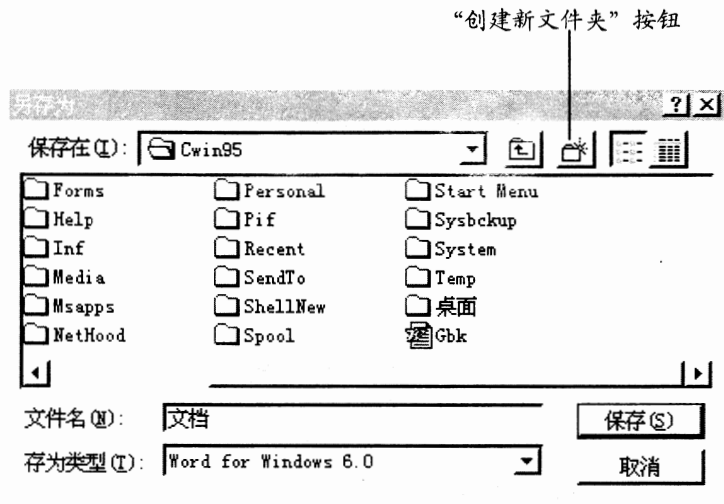 “创建新文件夹”按钮
另存为
保存在(I): Cwin95
Forms Personal Start Menu
Help Pif Sysbckup
Inf Recent System
Media SendTo Temp
Msapps ShellNew 桌面
NetHood Spool Gbk
文件名(N): 文档 保存(S)
存为类型(T): Word for Windows 6.0 取消